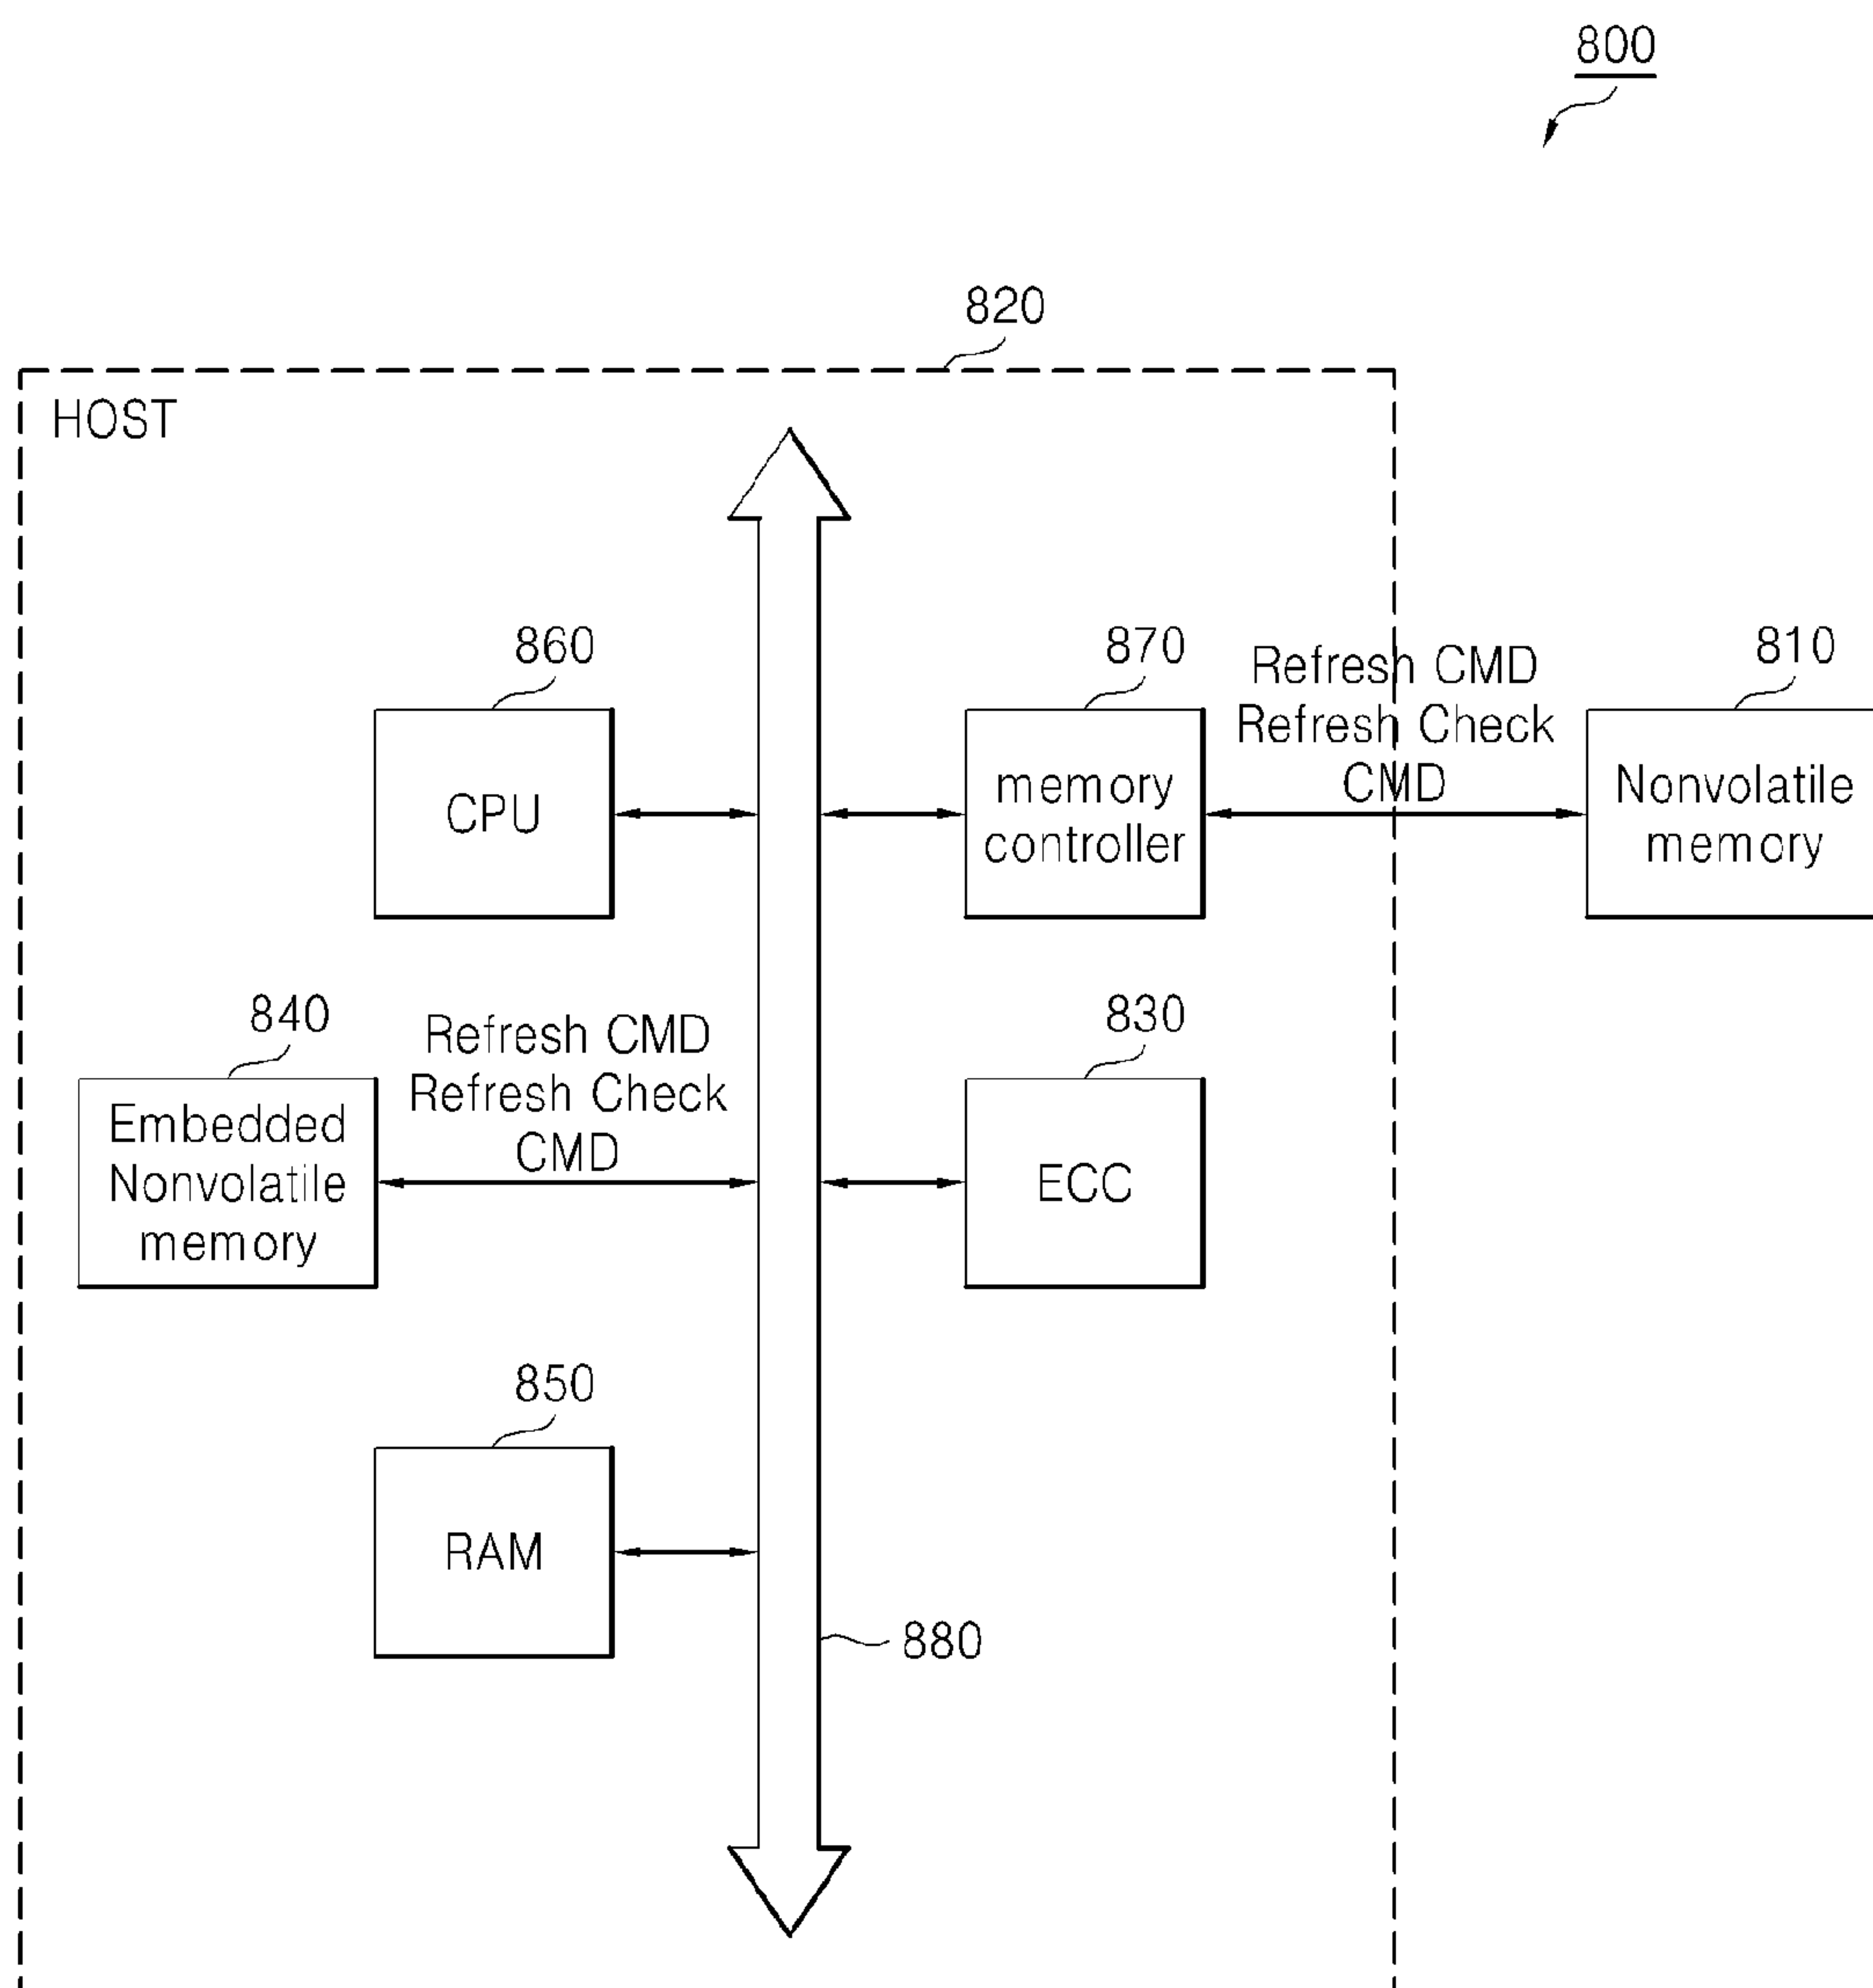 800
820
HOST
860
870
Refresh CMD
Refresh Check
CMD
810
CPU
memory
controller
Nonvolatile
memory
840
Refresh CMD
Refresh Check
CMD
830
Embedded
Nonvolatile
memory
ECC
850
RAM
880